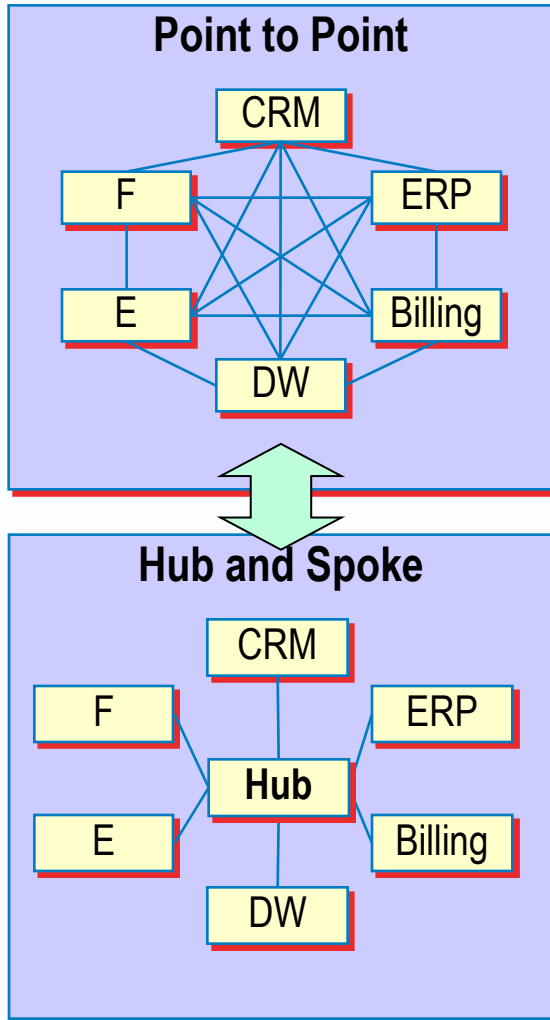 Point to Point
CRM
F
ERP
E
Billing
DW
Hub and Spoke
CRM
F
ERP
Hub
E
Billing
DW